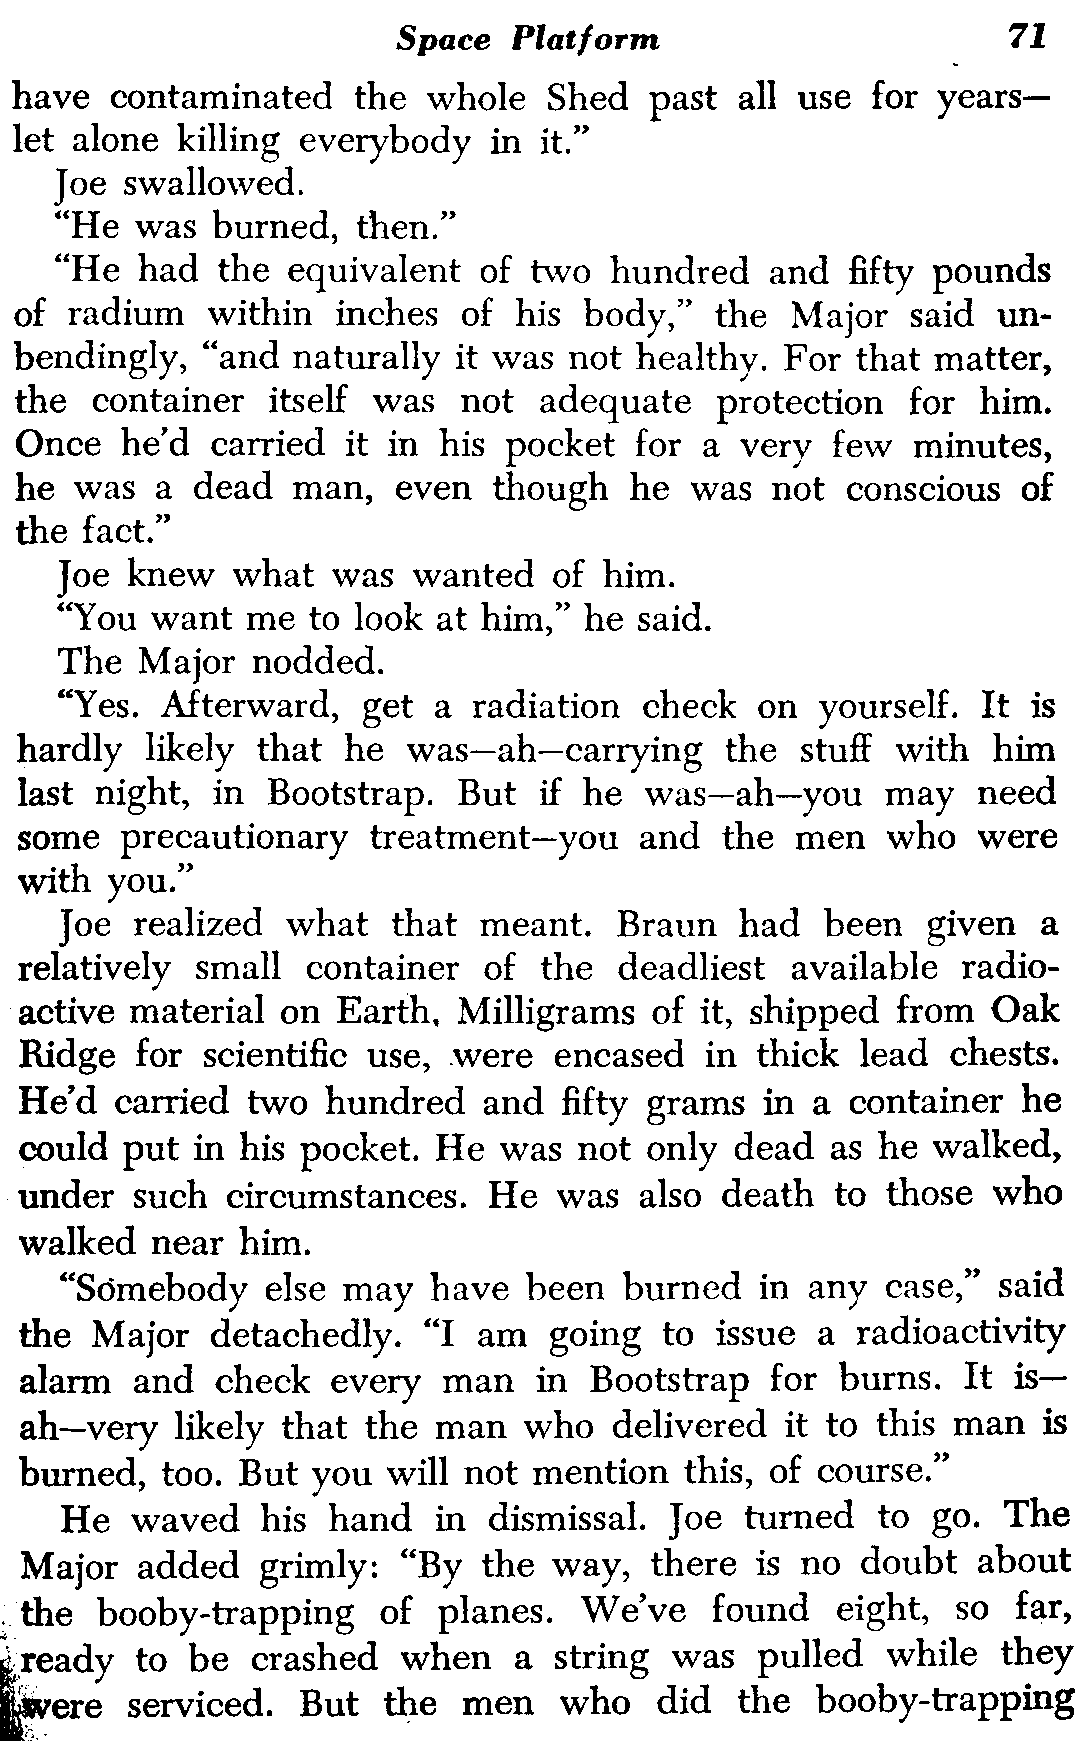 Space Platform 71
have contaminated the whole Shed past all use for years—
let alone killing everybody in it.”
Joe swallowed.
“He was burned, then.”
“He had the equivalent of two hundred and fifty pounds
of radium within inches of his body,” the Major said un-
bendingly, “and naturally it was not healthy. For that matter,
the container itself was not adequate protection for him.
Once he’d carried it in his pocket for a very few minutes,
he was a dead man, even though he was not conscious of
the fact.”
Joe knew what was wanted of him.
“You want me to look at him,” he said.
The Major nodded.
“Yes. Afterward, get a radiation check on yourself. It is
hardly likely that he was—ah—carrying the stuff with him
last night, in Bootstrap. But if he was—ah—you may need
some precautionary treatment—you and the men who were
with you.”
Joe realized what that meant. Braun had been given a
relatively small container of the deadliest available radio-
active material on Earth. Milligrams of it, shipped from Oak
Ridge for scientific use, were encased in thick lead chests.
He’d carried two hundred and fifty grams in a container he
could put in his pocket. He was not only dead as he walked,
under such circumstances. He was also death to those who
walked near him.
“Somebody else may have been burned in any case,” said
the Major detachedly. “I am going to issue a radioactivity
alarm and check every man in Bootstrap for burns. It is—
ah—very likely that the man who delivered it to this man is
burned, too. But you will not mention this, of course.”
He waved his hand in dismissal. Joe turned to go. The
Major added grimly: “By the way, there is no doubt about
the booby-trapping of planes. We’ve found eight, so far,
ready to be crashed when a string was pulled while they
were serviced. But the men who did the booby-trapping